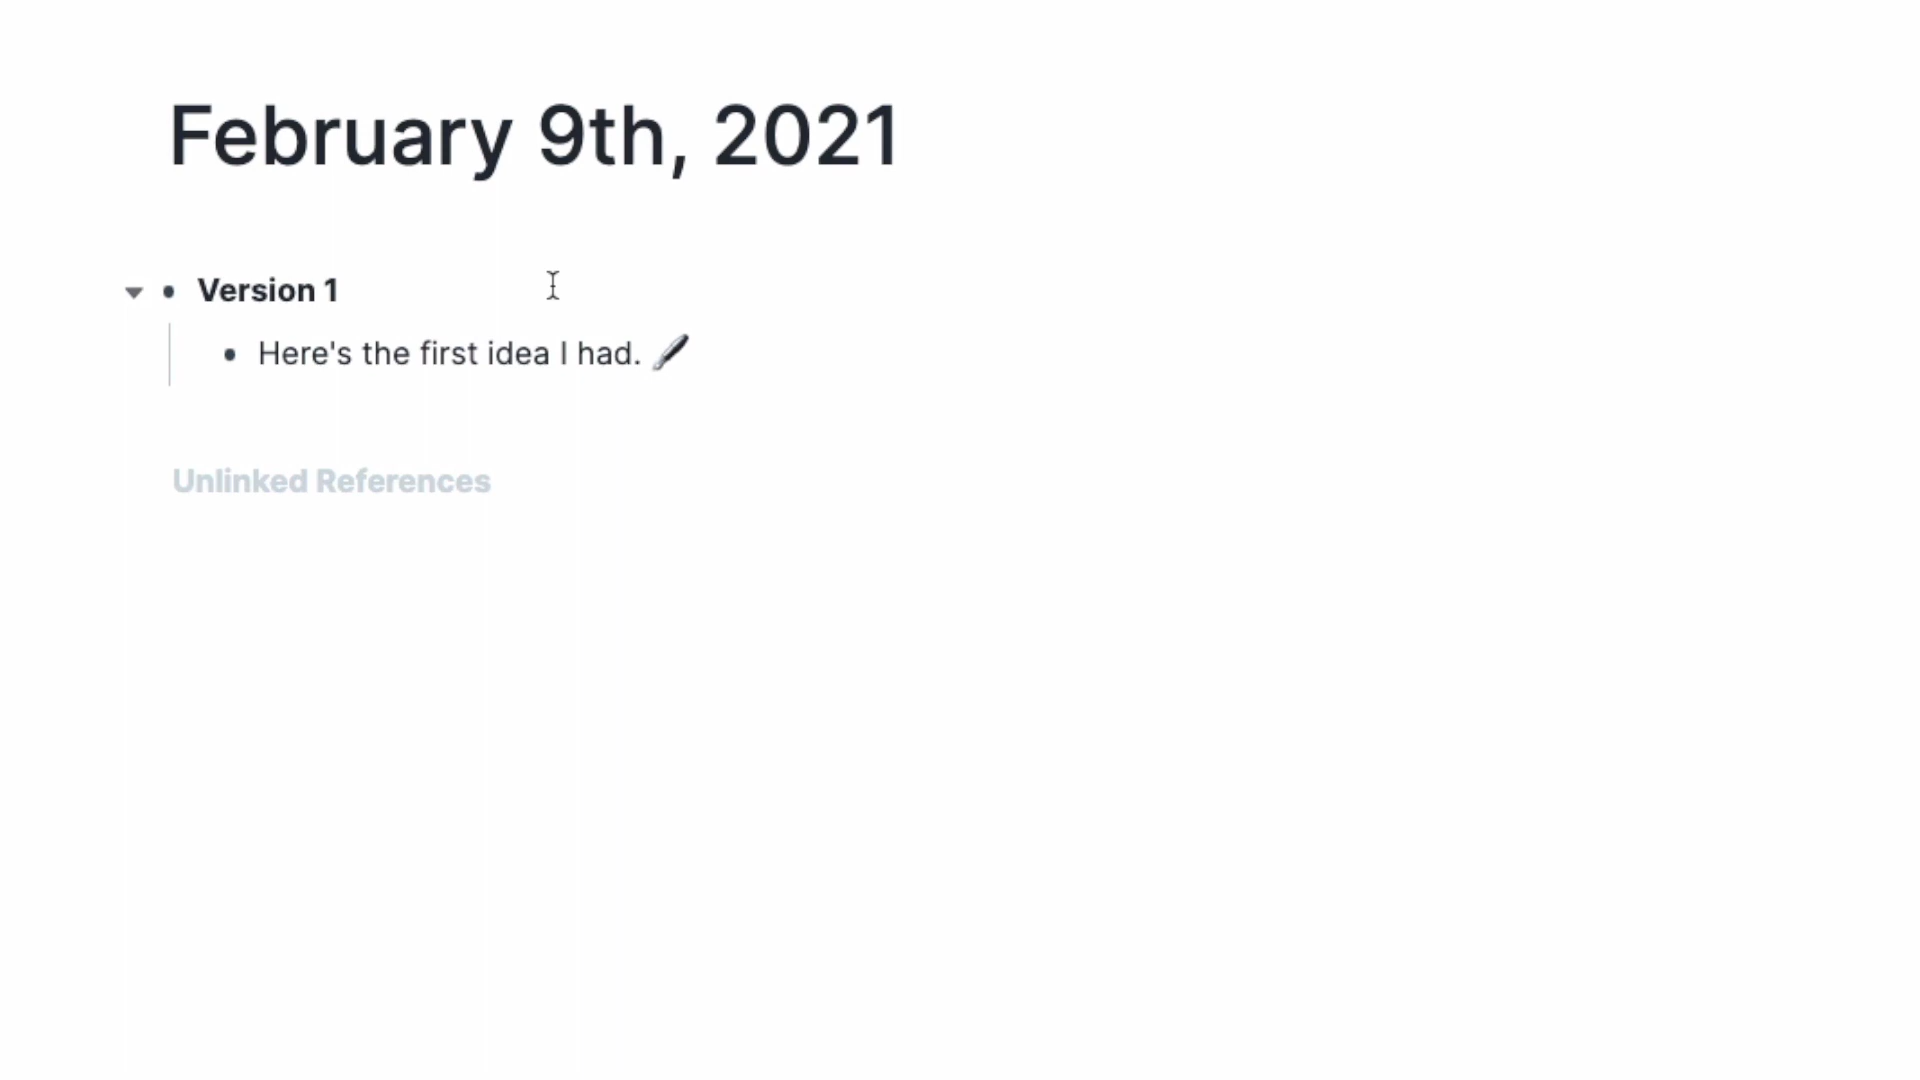 February 9th, 2021
Version 1
Here's the first idea I had. 🖋️
Unlinked References